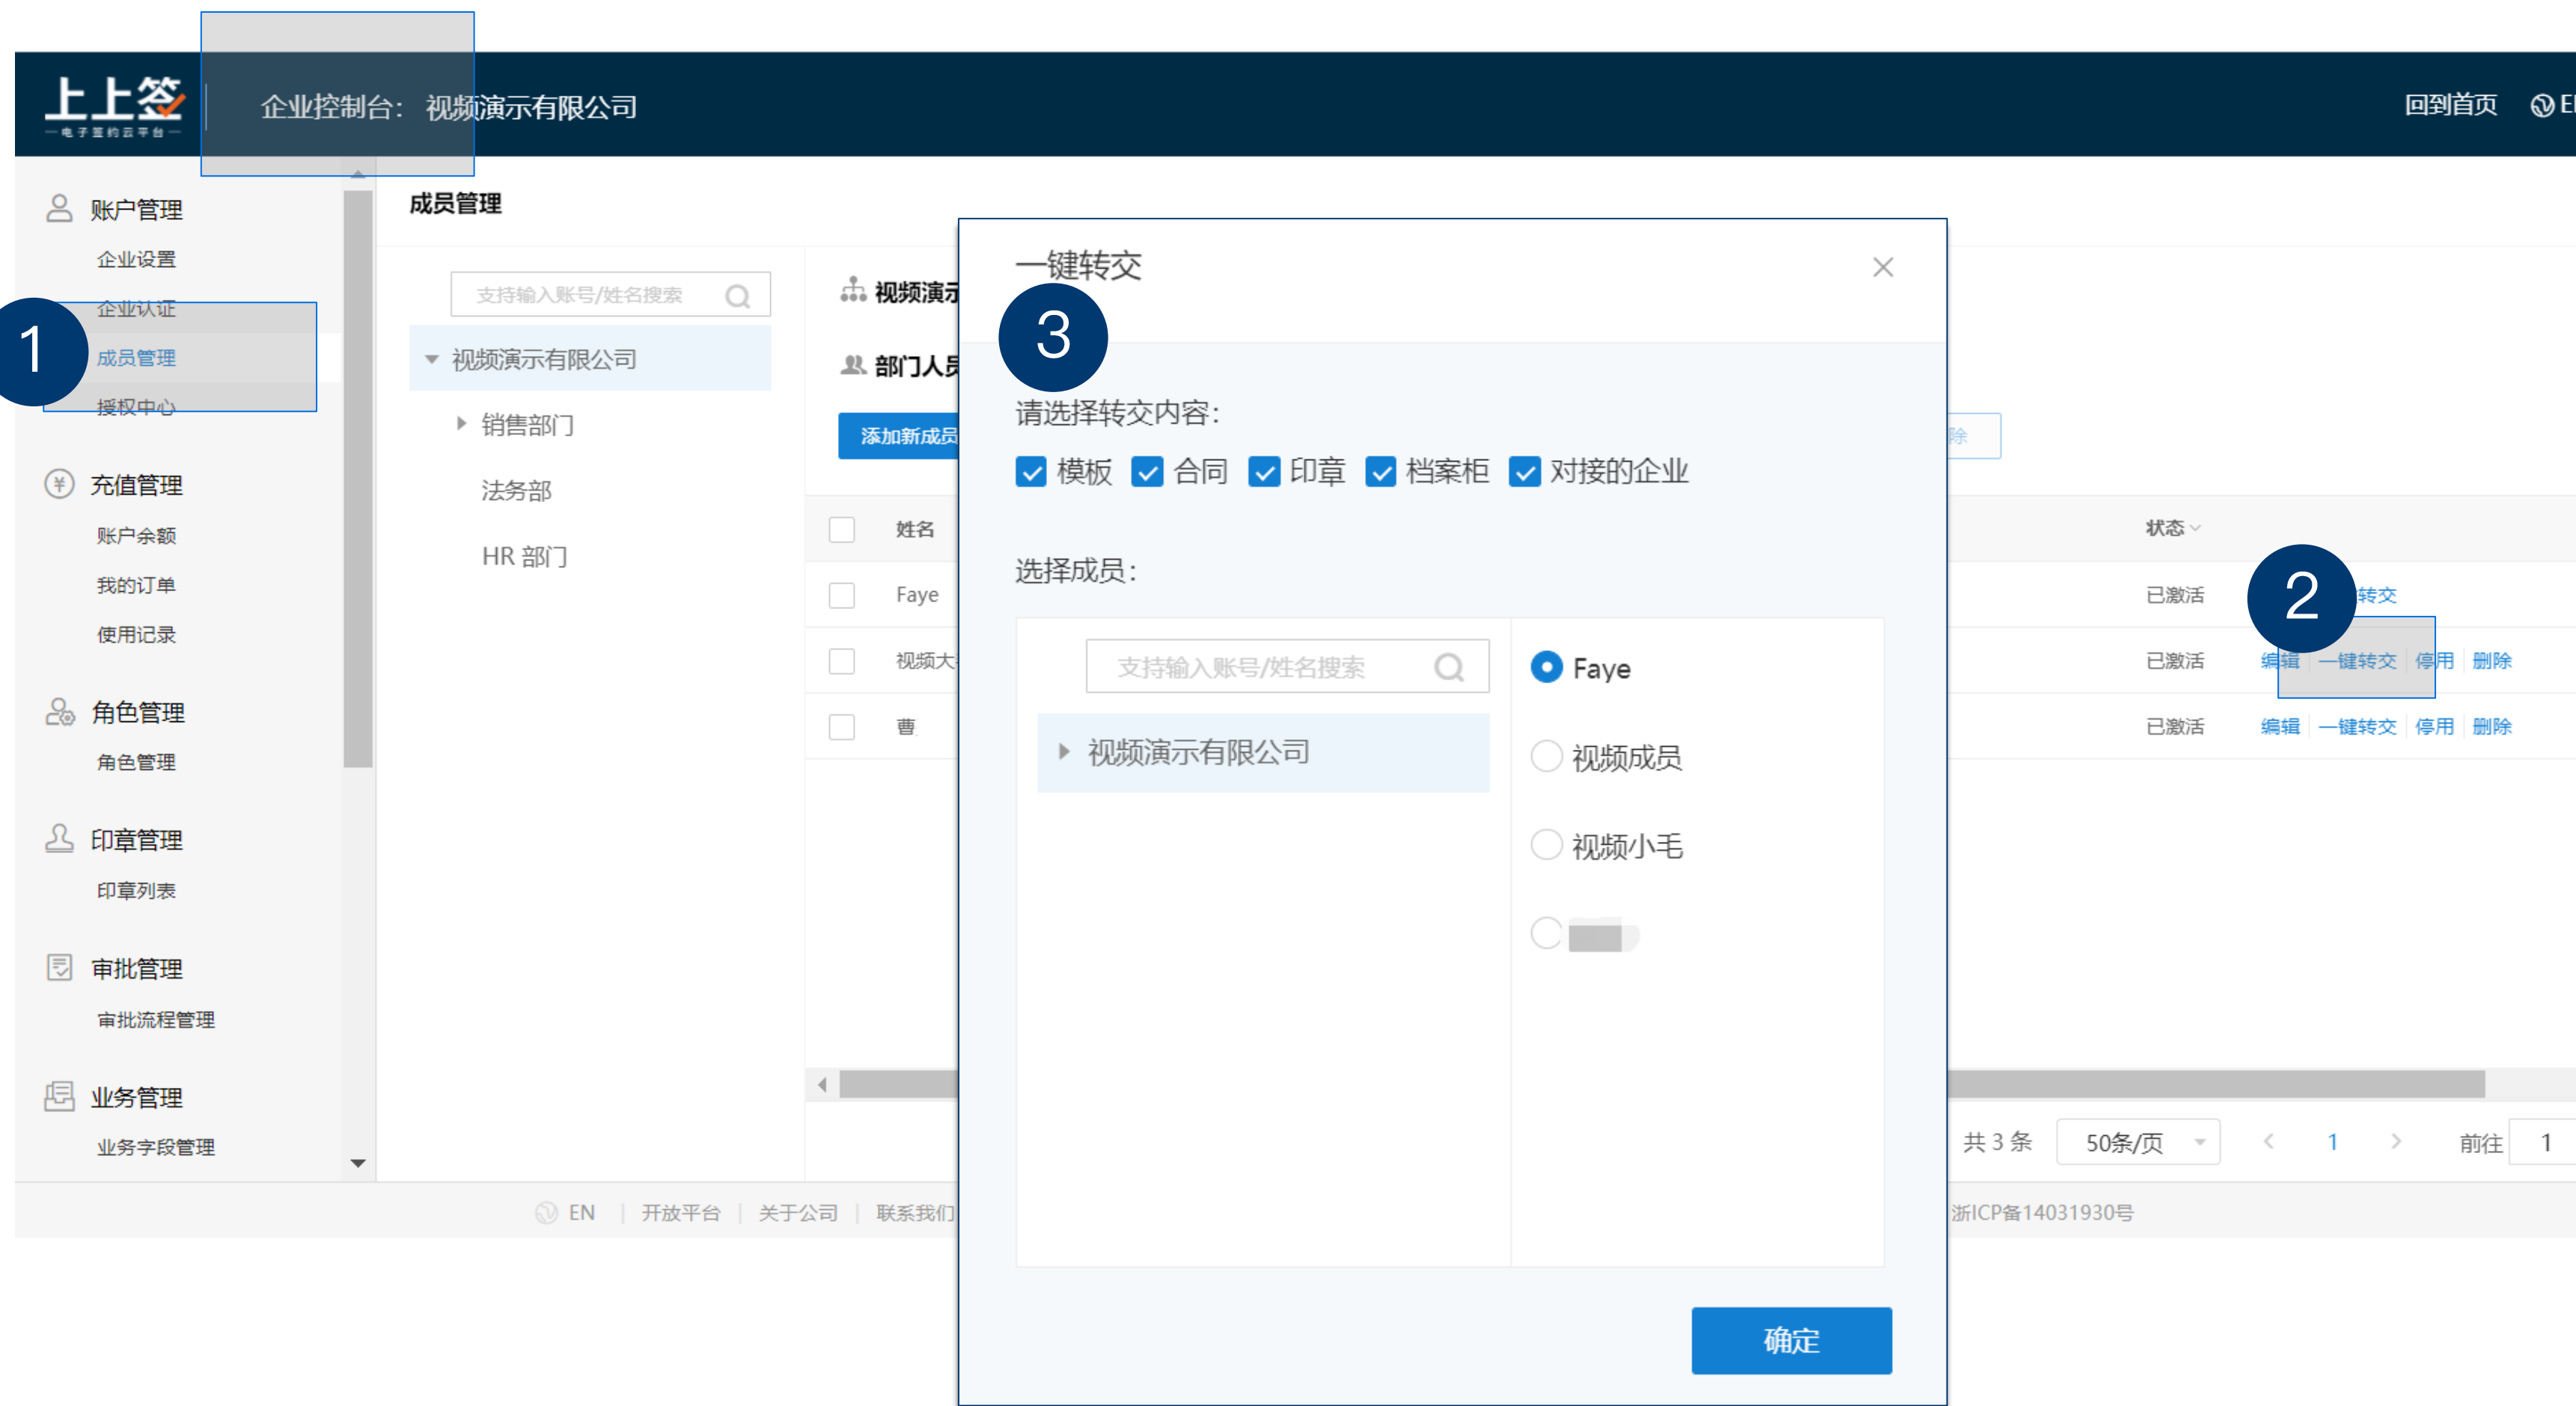 上上签
电子签约云平台
企业控制台：视频演示有限公司
回到首页
账户管理
企业设置
企业认证
成员管理
授权中心
充值管理
账户余额
我的订单
使用记录
角色管理
角色管理
印章管理
印章列表
审批管理
审批流程管理
业务管理
业务字段管理
1
成员管理
支持输入账号/姓名搜索
视频演示有限公司
销售部门
法务部
HR 部门
视频演示
部门人员
添加新成员
除
姓名
状态
Faye
已激活
转交
2
视频大
已激活
编辑 一键转交 停用 删除
曹
已激活
编辑 一键转交 停用 删除
一键转交
3
请选择转交内容：
模板 合同 印章 档案柜 对接的企业
选择成员：
支持输入账号/姓名搜索
视频演示有限公司
Faye
视频成员
视频小毛
确定
共 3 条 50条/页 1 前往 1
EN 开放平台 关于公司 联系我们
浙ICP备14031930号